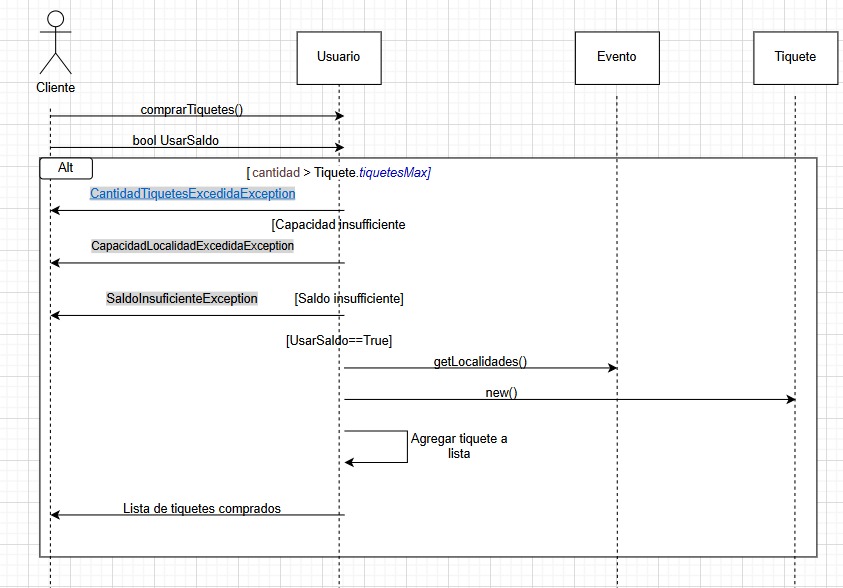 Cliente
Usuario
Evento
Tiquete
comprarTiquetes()
bool UsarSaldo
Alt
[ cantidad > Tiquete.tiquetesMax]
CantidadTiquetesExcedidaException
[Capacidad insufficiente
CapacidadLocalidadExcedidaException
SaldoInsuficienteException
[Saldo insufficiente]
[UsarSaldo==True]
getLocalidades()
new()
Agregar tiquete a
lista
Lista de tiquetes comprados